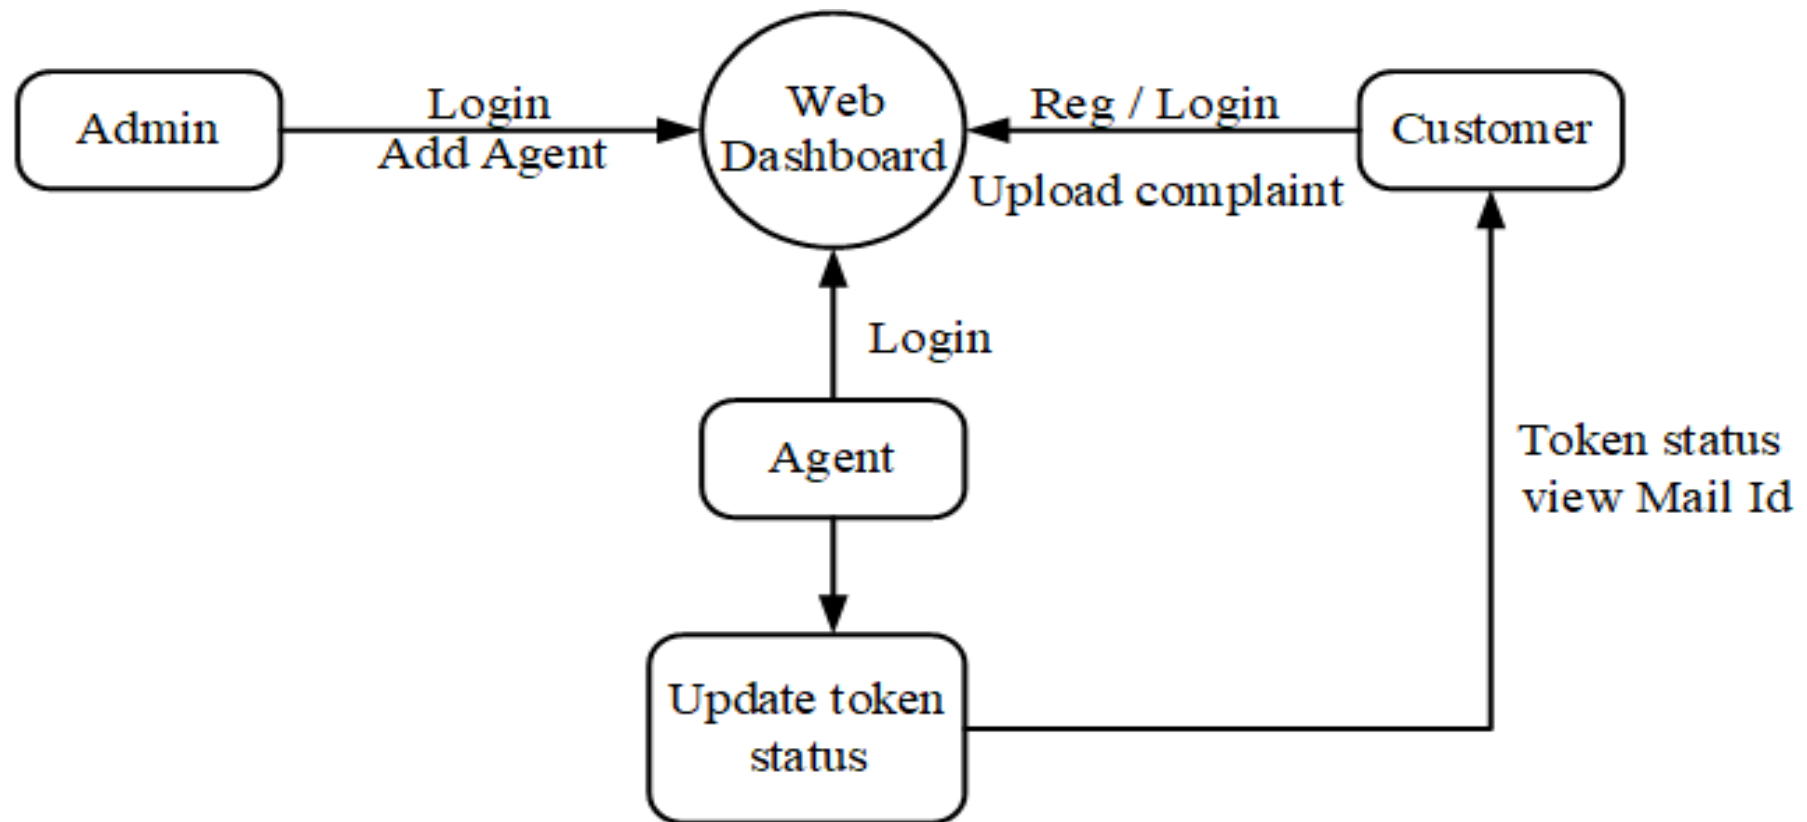 Admin
Login
Add Agent
Web
Dashboard
Reg / Login
Upload complaint
Customer
Login
Agent
Token status
view Mail Id
Update token
status